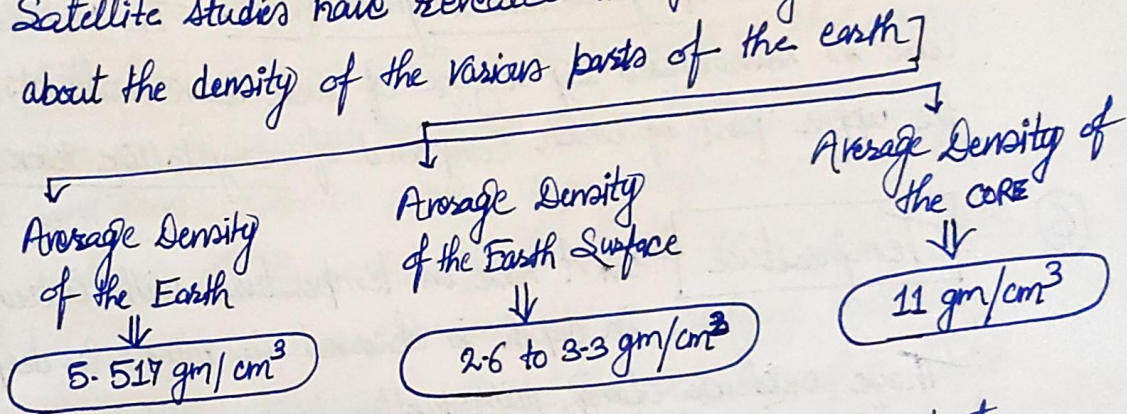 Satellite studies have
about the density of the various parts of the earth]
Average Density
of the Earth
5.517 gm/cm³
Average Density
of the Earth Surface
2.6 to 3.3 gm/cm³
Average Density of
the CORE
11 gm/cm³